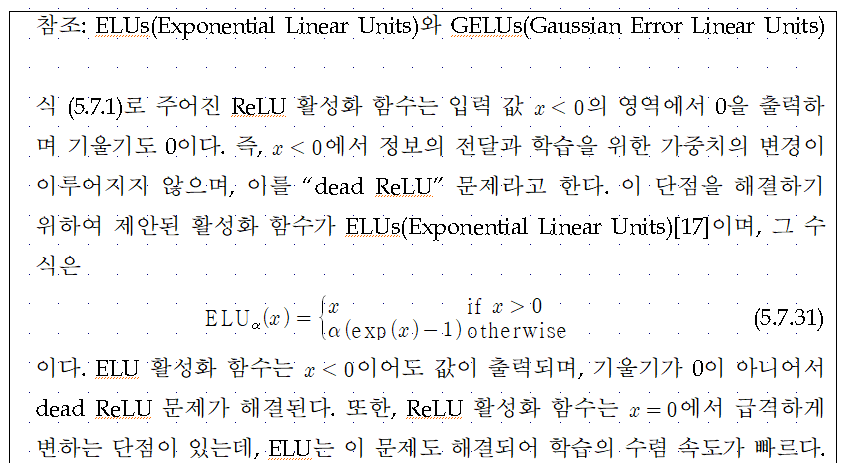 참조: ELUs(Exponential Linear Units)와 GELUs(Gaussian Error Linear Units)
식 (5.7.1)로 주어진 ReLU 활성화 함수는 입력 값 x < 0의 영역에서 0을 출력하
며 기울기도 0이다. 즉, x < 0에서 정보의 전달과 학습을 위한 가중치의 변경이
이루어지지 않으며, 이를 “dead ReLU” 문제라고 한다. 이 단점을 해결하기
위하여 제안된 활성화 함수가 ELUs(Exponential Linear Units)[17]이며, 그 수
식은
ELUα(x) = { x if x > 0
α(exp(x)−1) otherwise (5.7.31)
이다. ELU 활성화 함수는 x < 0이어도 값이 출력되며, 기울기가 0이 아니어서
dead ReLU 문제가 해결된다. 또한, ReLU 활성화 함수는 x = 0에서 급격하게
변하는 단점이 있는데, ELU는 이 문제도 해결되어 학습의 수렴 속도가 빠르다.